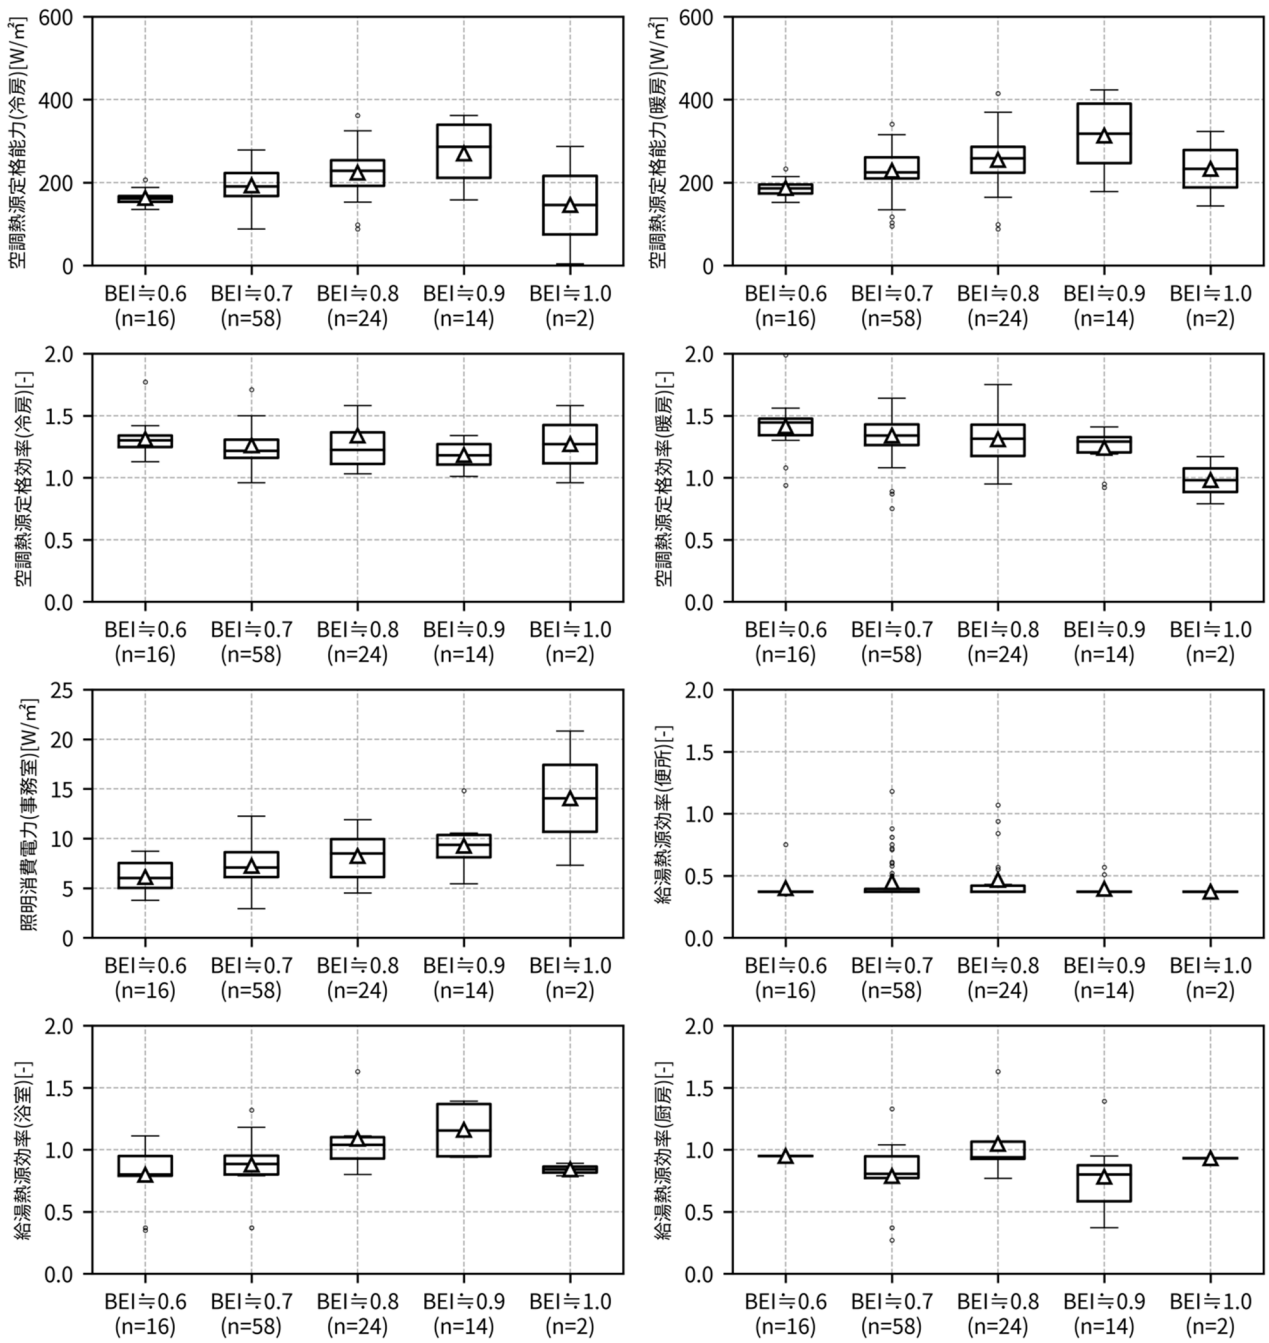 空調熱源定格能力(冷房)[W/㎡]
600
400
200
0
BEI≒0.6 BEI≒0.7 BEI≒0.8 BEI≒0.9 BEI≒1.0
(n=16) (n=58) (n=24) (n=14) (n=2)
空調熱源定格能力(暖房)[W/㎡]
600
400
200
0
BEI≒0.6 BEI≒0.7 BEI≒0.8 BEI≒0.9 BEI≒1.0
(n=16) (n=58) (n=24) (n=14) (n=2)
空調熱源定格効率(冷房)[-]
2.0
1.5
1.0
0.5
0.0
BEI≒0.6 BEI≒0.7 BEI≒0.8 BEI≒0.9 BEI≒1.0
(n=16) (n=58) (n=24) (n=14) (n=2)
空調熱源定格効率(暖房)[-]
2.0
1.5
1.0
0.5
0.0
BEI≒0.6 BEI≒0.7 BEI≒0.8 BEI≒0.9 BEI≒1.0
(n=16) (n=58) (n=24) (n=14) (n=2)
照明消費電力(事務室)[W/㎡]
25
20
15
10
5
0
BEI≒0.6 BEI≒0.7 BEI≒0.8 BEI≒0.9 BEI≒1.0
(n=16) (n=58) (n=24) (n=14) (n=2)
給湯熱源効率(便所)[-]
2.0
1.5
1.0
0.5
0.0
BEI≒0.6 BEI≒0.7 BEI≒0.8 BEI≒0.9 BEI≒1.0
(n=16) (n=58) (n=24) (n=14) (n=2)
給湯熱源効率(浴室)[-]
2.0
1.5
1.0
0.5
0.0
BEI≒0.6 BEI≒0.7 BEI≒0.8 BEI≒0.9 BEI≒1.0
(n=16) (n=58) (n=24) (n=14) (n=2)
給湯熱源効率(厨房)[-]
2.0
1.5
1.0
0.5
0.0
BEI≒0.6 BEI≒0.7 BEI≒0.8 BEI≒0.9 BEI≒1.0
(n=16) (n=58) (n=24) (n=14) (n=2)